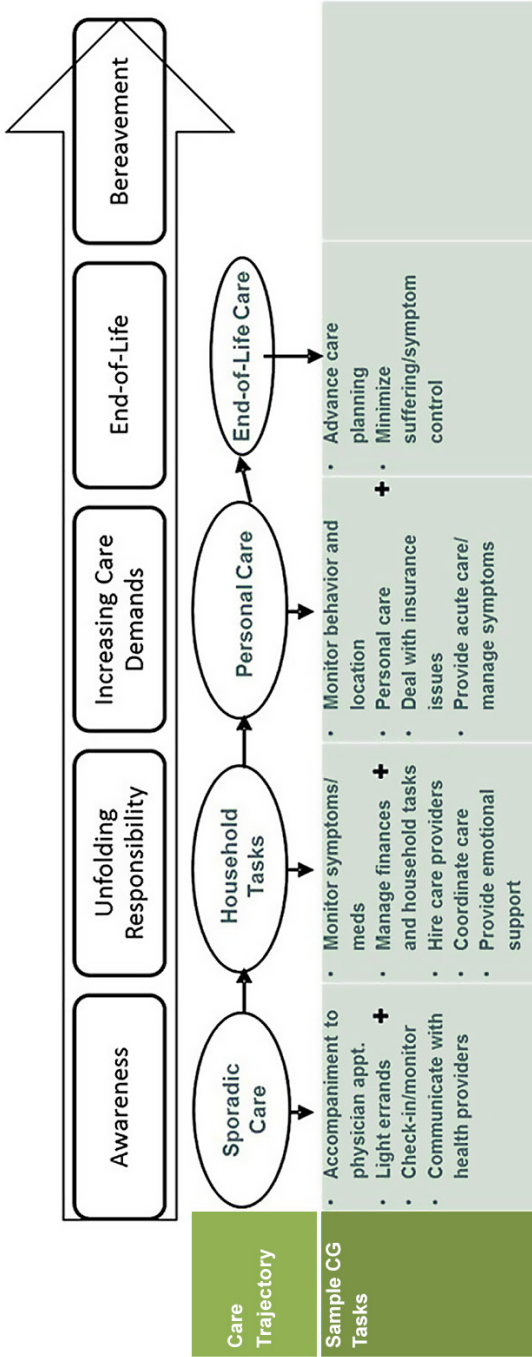 Awareness
Unfolding
Responsibility
Increasing Care
Demands
End-of-Life
Bereavement
Care
Trajectory
Sporadic
Care
Household
Tasks
Personal Care
End-of-Life Care
Sample CG
Tasks
• Accompaniment to
physician appt.
• Light errands
• Check-in/monitor
• Communicate with
health providers
+
• Monitor symptoms/
meds
• Manage finances
and household tasks
• Hire care providers
• Coordinate care
• Provide emotional
support
+
• Monitor behavior and
location
• Personal care
• Deal with insurance
issues
• Provide acute care/
manage symptoms
+
• Advance care
planning
• Minimize
suffering/symptom
control